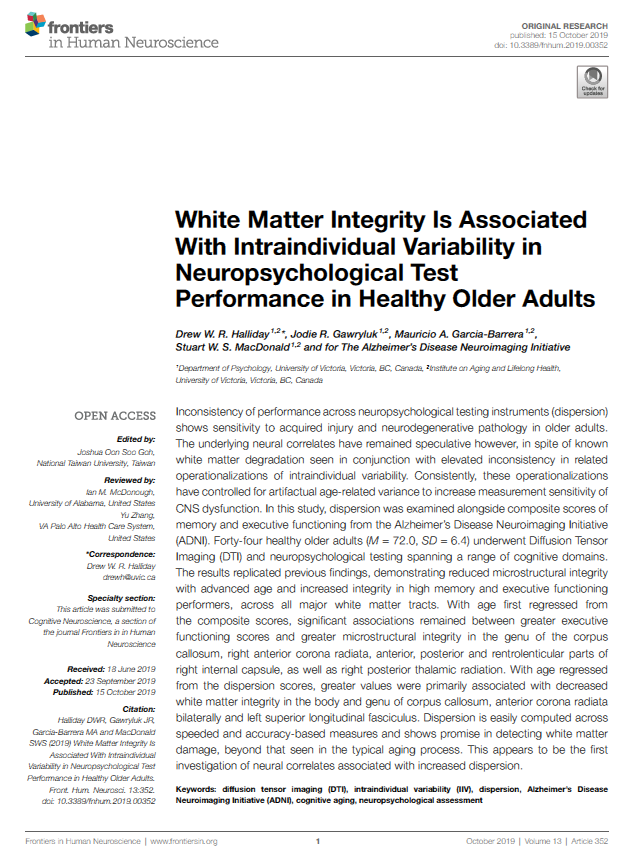 frontiers
in Human Neuroscience
ORIGINAL RESEARCH
published: 15 October 2019
doi: 10.3389/fnhum.2019.00352
Check for
updates
White Matter Integrity Is Associated
With Intraindividual Variability in
Neuropsychological Test
Performance in Healthy Older Adults
Drew W. R. Halliday1,2*, Jodie R. Gawryluk1,2, Mauricio A. Garcia-Barrera1,2,
Stuart W. S. MacDonald1,2 and for The Alzheimer's Disease Neuroimaging Initiative
1Department of Psychology, University of Victoria, Victoria, BC, Canada, 2Institute on Aging and Lifelong Health,
University of Victoria, Victoria, BC, Canada
OPEN ACCESS
Edited by:
Joshua Oon Soo Goh,
National Taiwan University, Taiwan
Reviewed by:
Ian M. McDonough,
University of Alabama, United States
Yu Zhang,
VA Palo Alto Health Care System,
United States
*Correspondence:
Drew W. R. Halliday
drewh@uvic.ca
Specialty section:
This article was submitted to
Cognitive Neuroscience, a section of
the journal Frontiers in in Human
Neuroscience
Received: 18 June 2019
Accepted: 23 September 2019
Published: 15 October 2019
Citation:
Halliday DWR, Gawryluk JR,
Garcia-Barrera MA and MacDonald
SWS (2019) White Matter Integrity Is
Associated With Intraindividual
Variability in Neuropsychological Test
Performance in Healthy Older Adults.
Front. Hum. Neurosci. 13:352.
doi: 10.3389/fnhum.2019.00352
Inconsistency of performance across neuropsychological testing instruments (dispersion)
shows sensitivity to acquired injury and neurodegenerative pathology in older adults.
The underlying neural correlates have remained speculative however, in spite of known
white matter degradation seen in conjunction with elevated inconsistency in related
operationalizations of intraindividual variability. Consistently, these operationalizations
have controlled for artifactual age-related variance to increase measurement sensitivity of
CNS dysfunction. In this study, dispersion was examined alongside composite scores of
memory and executive functioning from the Alzheimer's Disease Neuroimaging Initiative
(ADNI). Forty-four healthy older adults (M = 72.0, SD = 6.4) underwent Diffusion Tensor
Imaging (DTI) and neuropsychological testing spanning a range of cognitive domains.
The results replicated previous findings, demonstrating reduced microstructural integrity
with advanced age and increased integrity in high memory and executive functioning
performers, across all major white matter tracts. With age first regressed from
the composite scores, significant associations remained between greater executive
functioning scores and greater microstructural integrity in the genu of the corpus
callosum, right anterior corona radiata, anterior, posterior and rentrolenticular parts of
right internal capsule, as well as right posterior thalamic radiation. With age regressed
from the dispersion scores, greater values were primarily associated with decreased
white matter integrity in the body and genu of corpus callosum, anterior corona radiata
bilaterally and left superior longitudinal fasciculus. Dispersion is easily computed across
speeded and accuracy-based measures and shows promise in detecting white matter
damage, beyond that seen in the typical aging process. This appears to be the first
investigation of neural correlates associated with increased dispersion.
Keywords: diffusion tensor imaging (DTI), intraindividual variability (IIV), dispersion, Alzheimer's Disease
Neuroimaging Initiative (ADNI), cognitive aging, neuropsychological assessment
Frontiers in Human Neuroscience | www.frontiersin.org
1
October 2019 | Volume 13 | Article 352